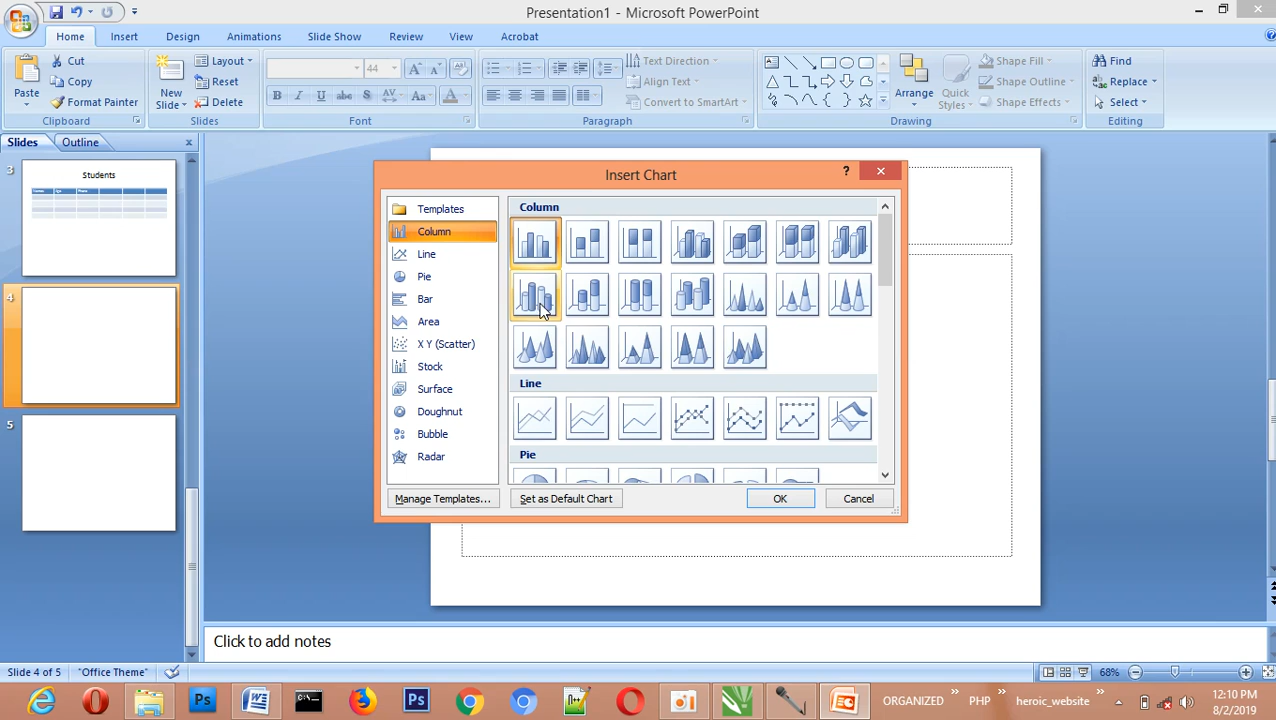 Presentation1 - Microsoft PowerPoint
Home Insert Design Animations Slide Show Review View Acrobat
Paste
Cut
Copy
Format Painter
Clipboard
New Slide
Layout
Reset
Delete
Slides
44
B I U abc S AV Aa A
Font
Text Direction
Align Text
Convert to SmartArt
Paragraph
Arrange
Quick Styles
Shape Fill
Shape Outline
Shape Effects
Drawing
Find
Replace
Select
Editing
Slides Outline
3
Students
4
5
Insert Chart
?
Templates
Column
Line
Pie
Bar
Area
X Y (Scatter)
Stock
Surface
Doughnut
Bubble
Radar
Column
Line
Pie
Manage Templates...
Set as Default Chart
OK
Cancel
Click to add notes
Slide 4 of 5
"Office Theme"
68%
Ps
Ps
ORGANIZED
PHP
heroic_website
12:10 PM
8/2/2019